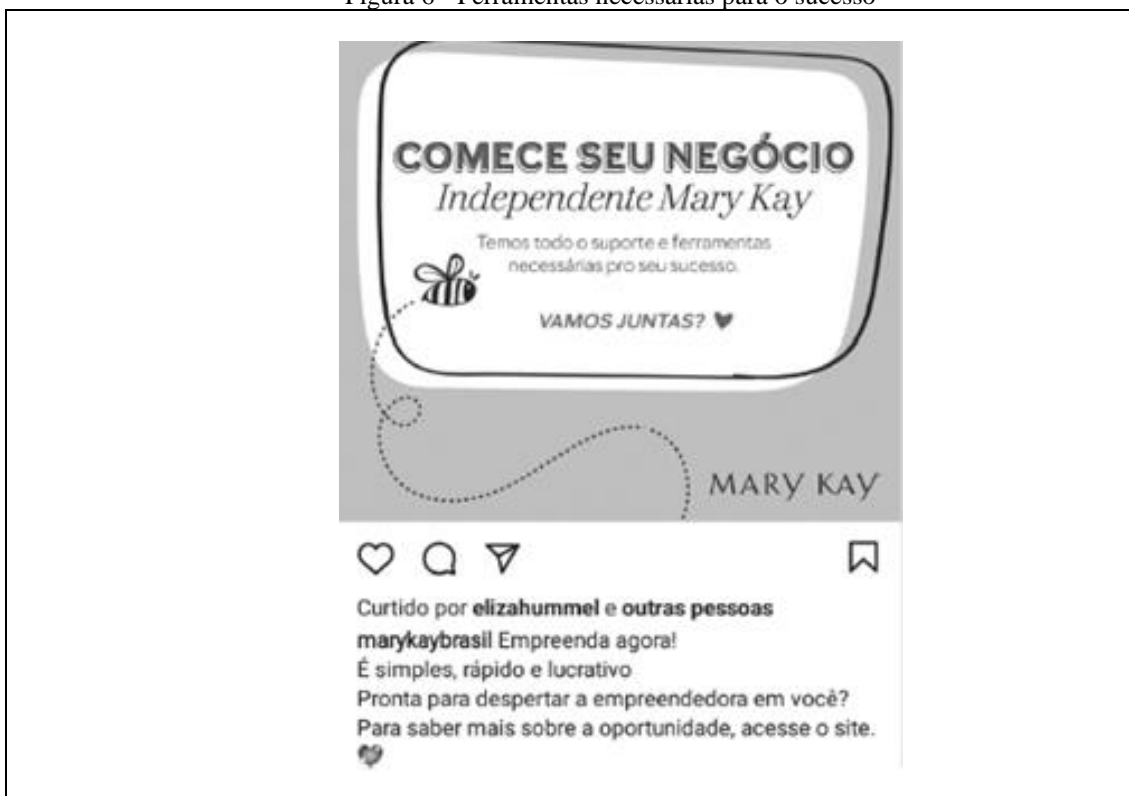 Figura 6 - Ferramentas necessárias para o sucesso
COMECE SEU NEGÓCIO
Independente Mary Kay
Temos todo o suporte e ferramentas
necessárias pro seu sucesso.
VAMOS JUNTAS?
MARY KAY
Curtido por elizahummel e outras pessoas
marykaybrasil Empreenda agora!
É simples, rápido e lucrativo
Pronta para despertar a empreendedora em você?
Para saber mais sobre a oportunidade, acesse o site.